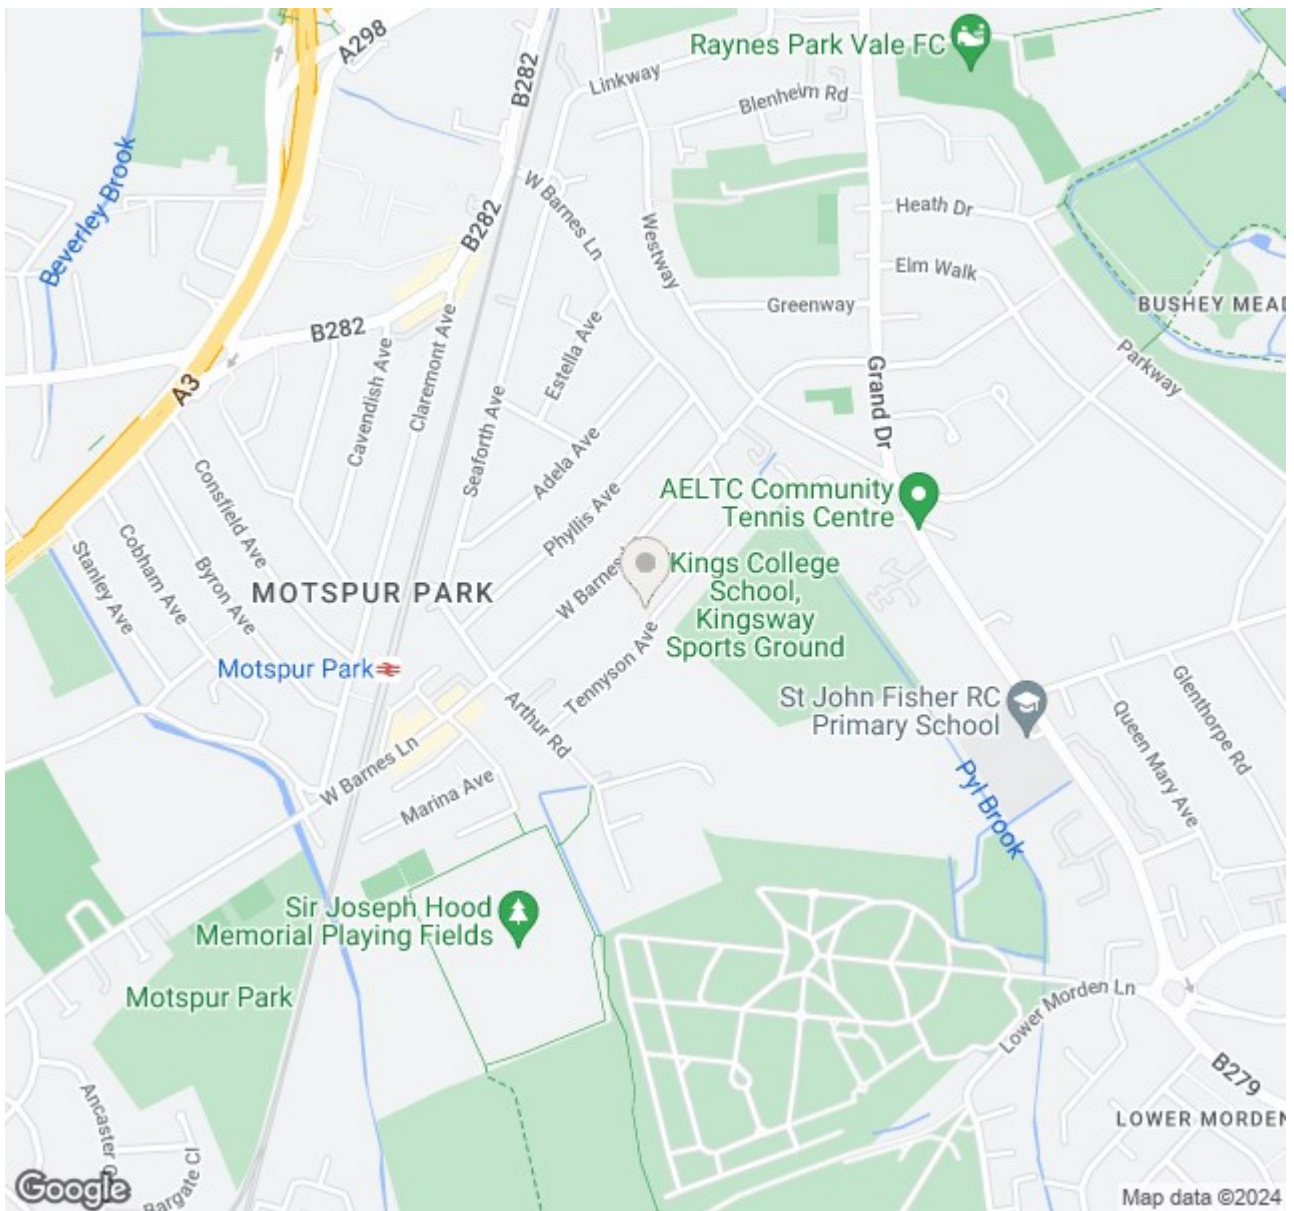 A298
B282
Linkway
Raynes Park Vale FC
Blenheim Rd
Beverley Brook
W Barnes Ln
B282
Westway
Heath Dr
Elm Walk
BUSHEY MEAD
Greenway
B282
Parkway
A3
Cavendish Ave
Claremont Ave
Seaforth Ave
Estella Ave
Grand Dr
Adela Ave
Phyllis Ave
Consfield Ave
AELTC Community
Tennis Centre
Stanley Ave
Cobham Ave
Byron Ave
MOTSPUR PARK
W Barnes
Kings College
School,
Kingsway
Sports Ground
Motspur Park
Tennyson Ave
Arthur Rd
St John Fisher RC
Primary School
Glenthorpe Rd
Queen Mary Ave
W Barnes Ln
Marina Ave
Pyl Brook
Sir Joseph Hood
Memorial Playing Fields
Motspur Park
Lower Morden Ln
B279
Ancaster
Bargate Cl
LOWER MORDEN
Google
Map data ©2024